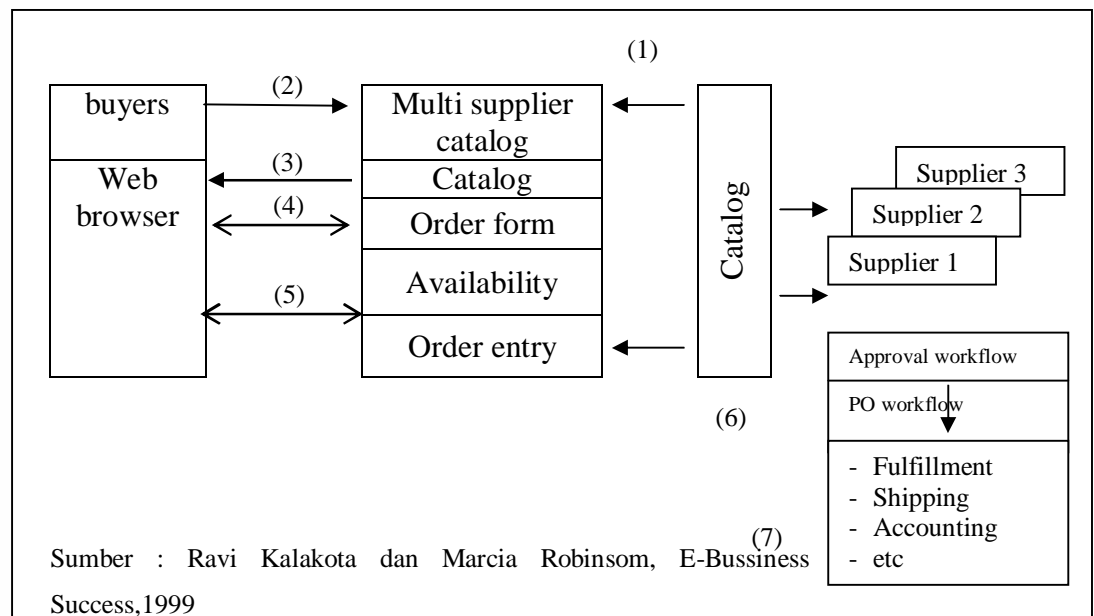 (1)
buyers
(2)
Multi supplier
catalog
Web
browser
(3)
Catalog
(4)
Order form
(5)
Availability
Order entry
Catalog
Supplier 3
Supplier 2
Supplier 1
(6)
Approval workflow
PO workflow
- Fulfillment
- Shipping
- Accounting
- etc
(7)
Sumber : Ravi Kalakota dan Marcia Robinsom, E-Bussiness
Success,1999